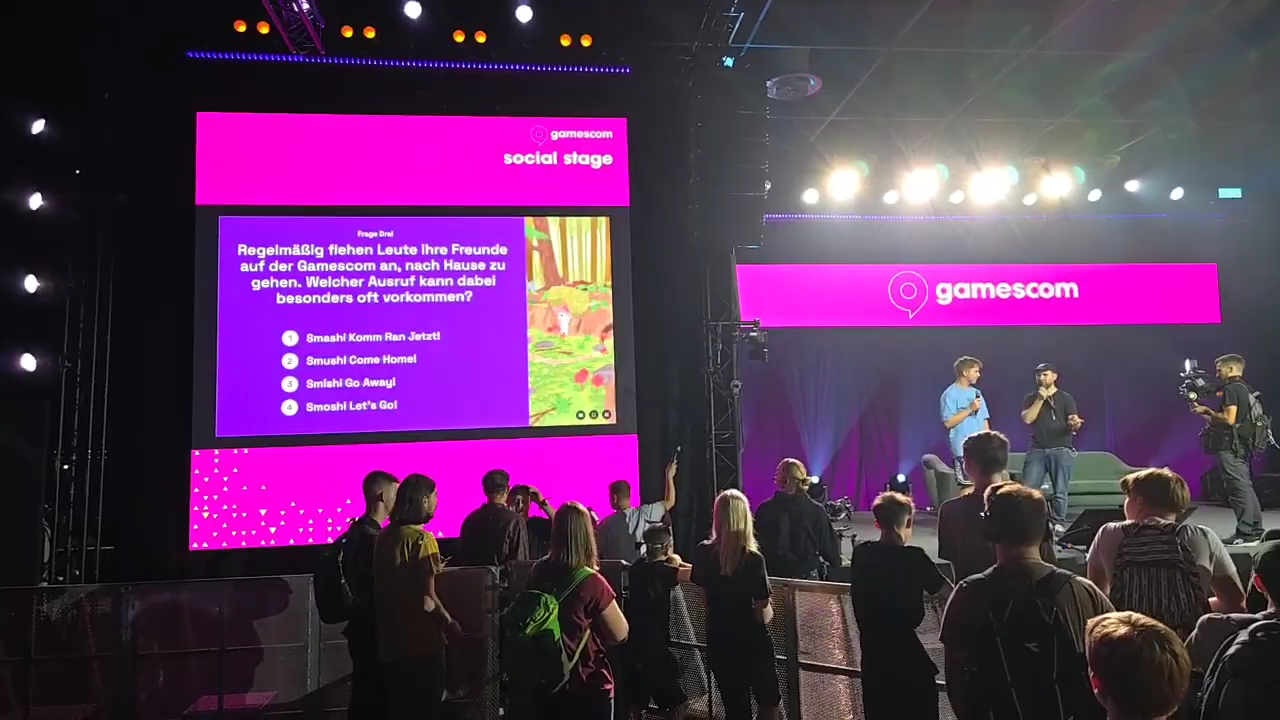 gamescom
social stage
Frage Drei
Regelmäßig flehen Leute ihre Freunde
auf der Gamescom an, nach Hause zu
gehen. Welcher Ausruf kann dabei
besonders oft vorkommen?
1 Smashi Komm Ran Jetzt!
2 Smushi Come Home!
3 Smishi Go Away!
4 Smoshi Let's Go!
gamescom